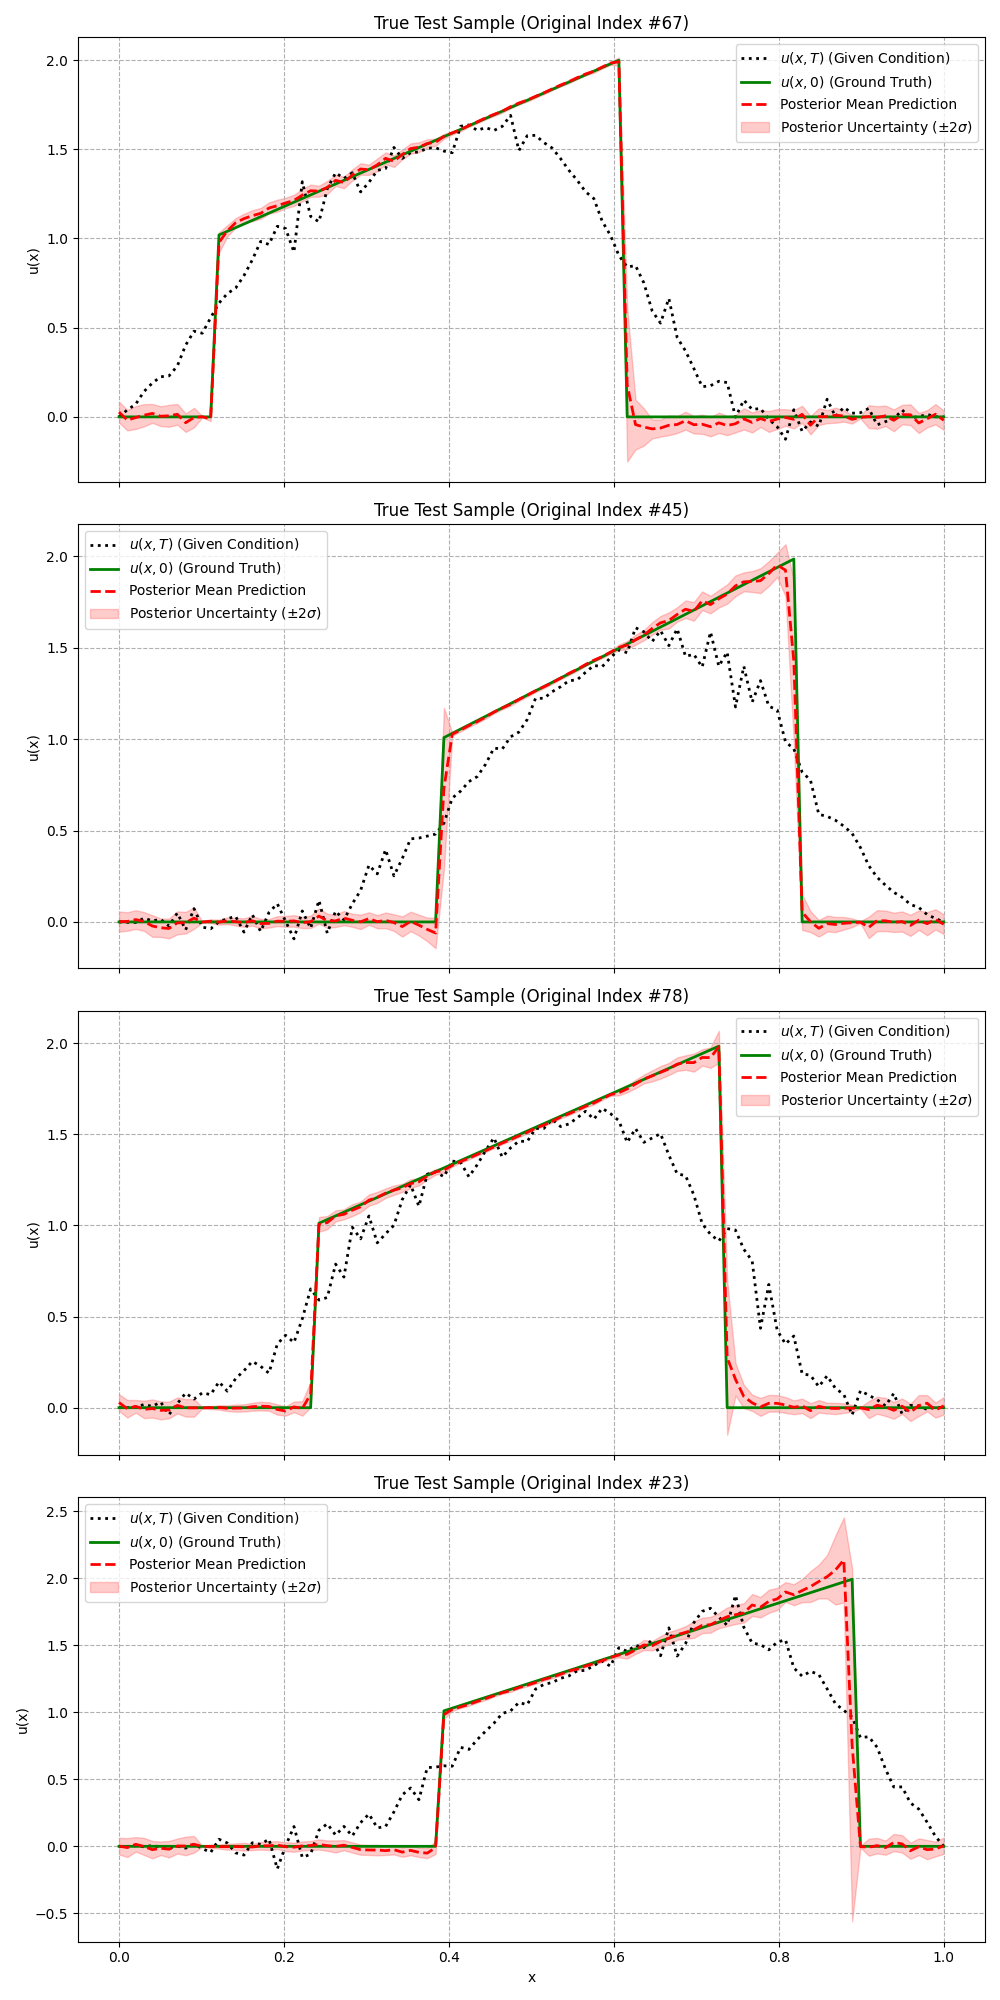 True Test Sample (Original Index #67)
u(x, T) (Given Condition)
u(x, 0) (Ground Truth)
Posterior Mean Prediction
Posterior Uncertainty (±2σ)
2.0
1.5
1.0
0.5
0.0
u(x)
True Test Sample (Original Index #45)
u(x, T) (Given Condition)
u(x, 0) (Ground Truth)
Posterior Mean Prediction
Posterior Uncertainty (±2σ)
2.0
1.5
1.0
0.5
0.0
u(x)
True Test Sample (Original Index #78)
u(x, T) (Given Condition)
u(x, 0) (Ground Truth)
Posterior Mean Prediction
Posterior Uncertainty (±2σ)
2.0
1.5
1.0
0.5
0.0
u(x)
True Test Sample (Original Index #23)
u(x, T) (Given Condition)
u(x, 0) (Ground Truth)
Posterior Mean Prediction
Posterior Uncertainty (±2σ)
2.5
2.0
1.5
1.0
0.5
0.0
−0.5
u(x)
0.0 0.2 0.4 0.6 0.8 1.0
x